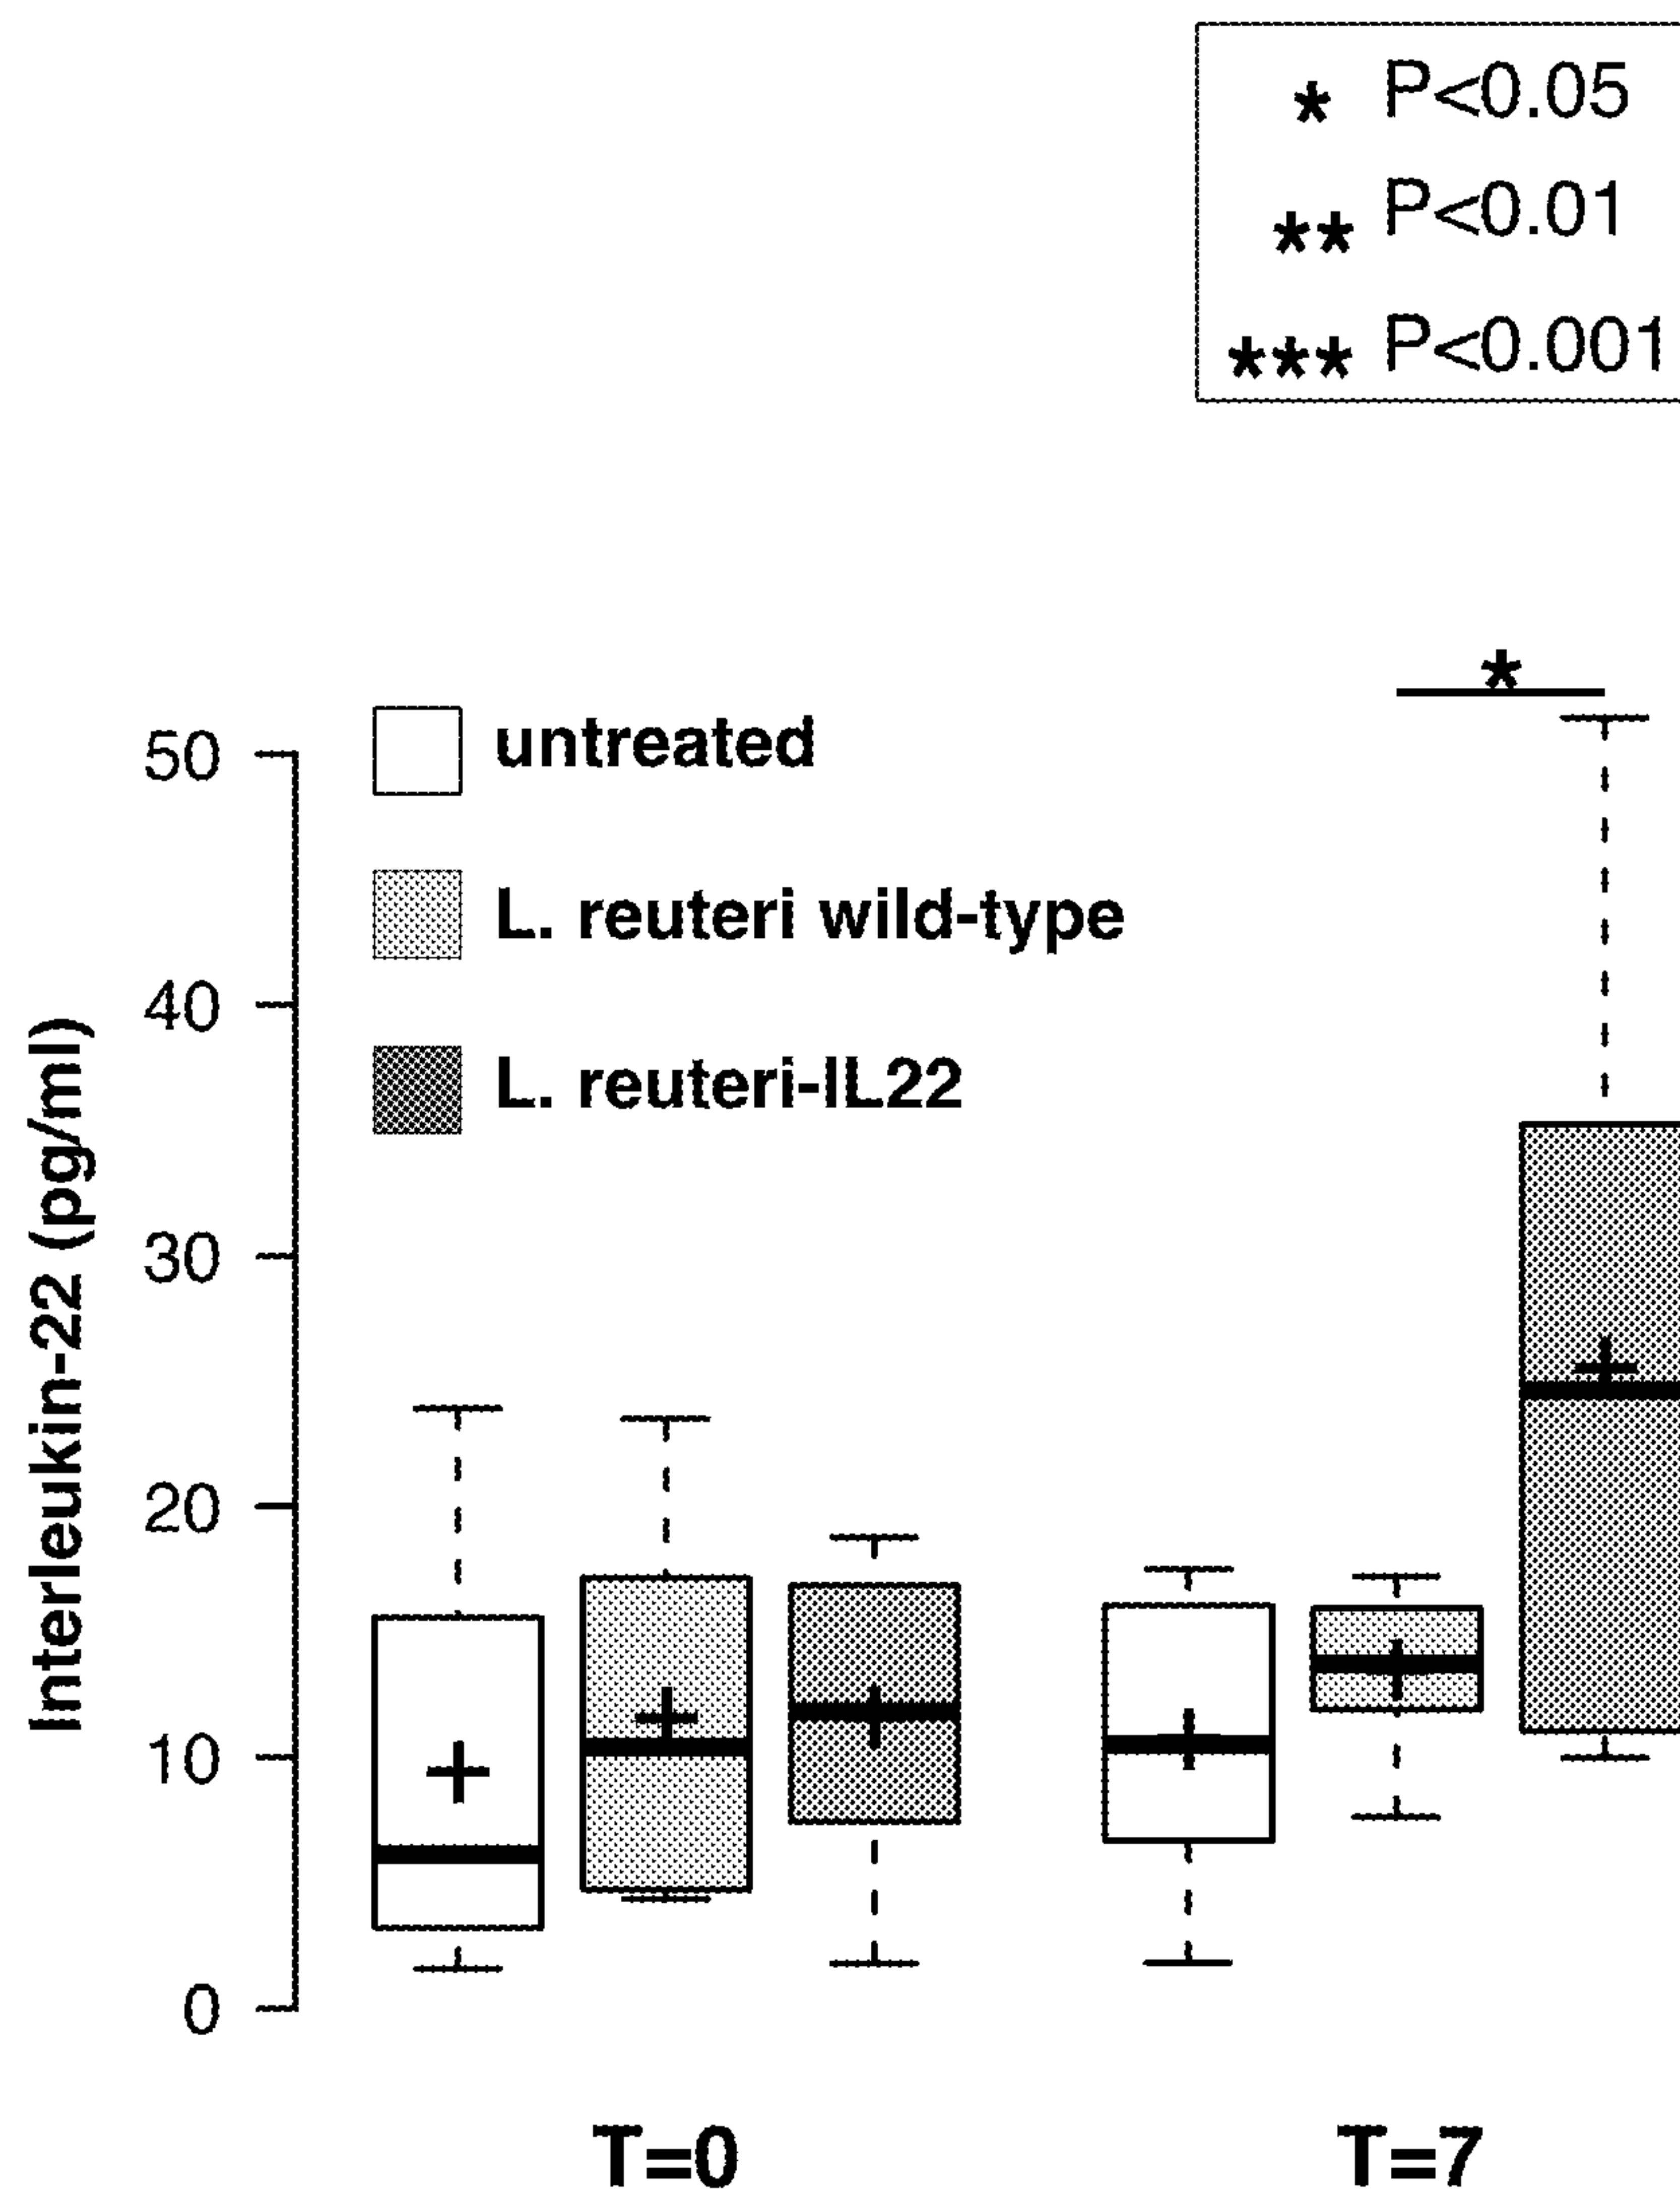 * P<0.05
** P<0.01
*** P<0.001
*
50
40
30
20
10
0
Interleukin-22 (pg/ml)
untreated
L. reuteri wild-type
L. reuteri-IL22
T=0
T=7